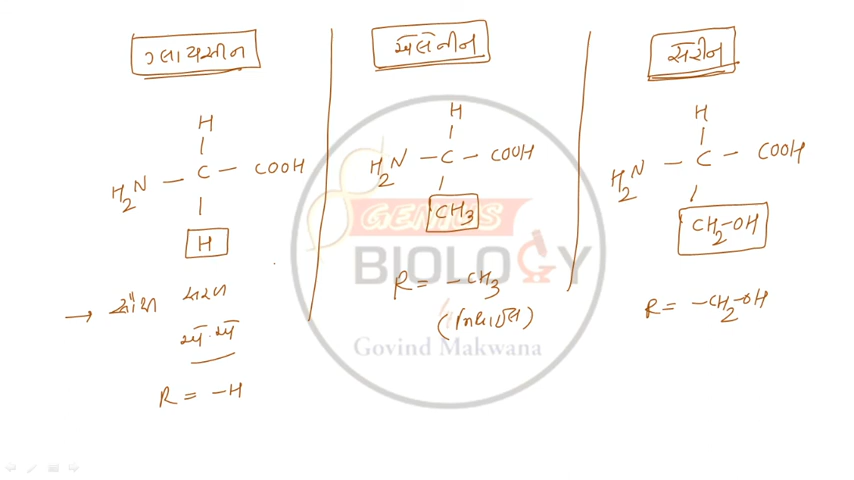 ગ્લાયસીન
H
H₂N – C – COOH
H
→ સૌથી સરળ
ઍ.ઍ
R = –H
ઍલેનીન
H
H₂N – C – COOH
CH₃
R = –CH₃
(મિથાઈલ)
સેરીન
H
H₂N – C – COOH
CH₂–OH
R = –CH₂–OH
GENIUS
BIOLOGY
Govind Makwana